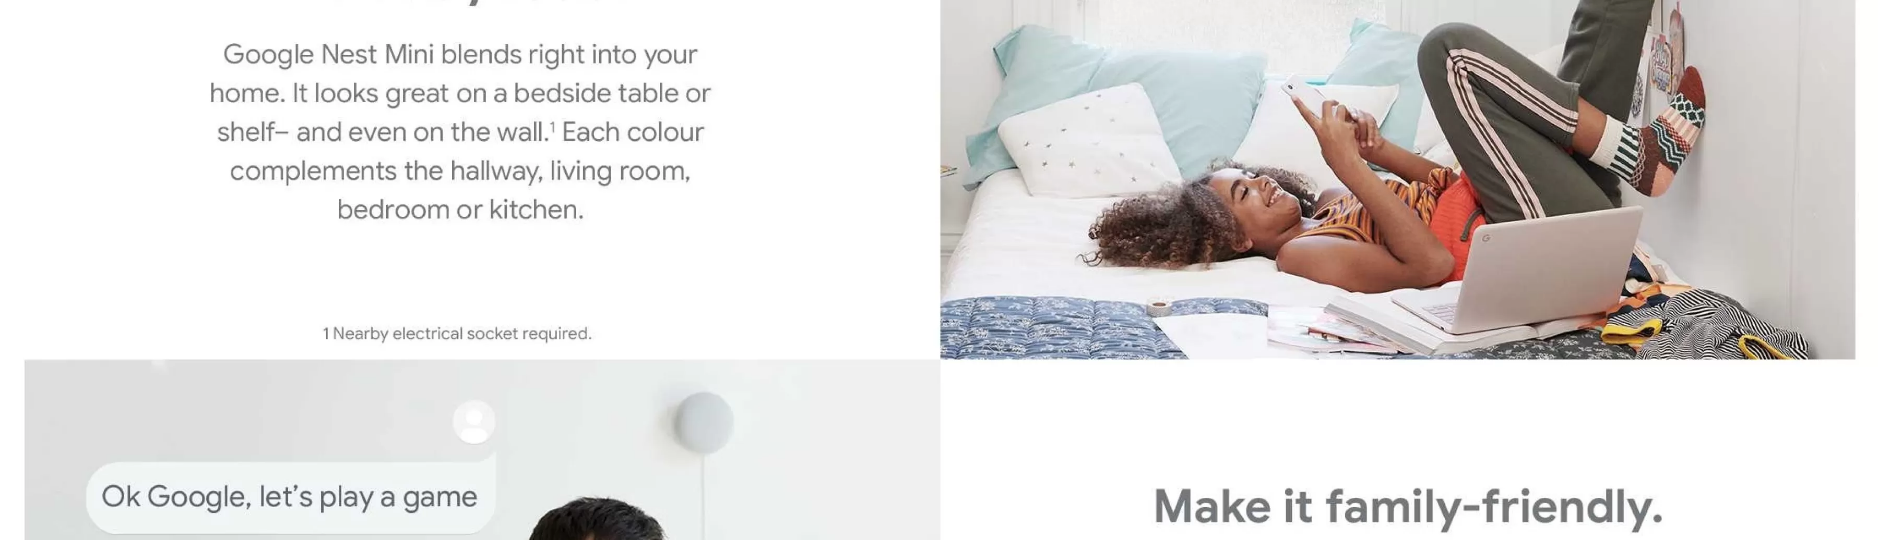 Google Nest Mini blends right into your
home. It looks great on a bedside table or
shelf– and even on the wall.¹ Each colour
complements the hallway, living room,
bedroom or kitchen.
1 Nearby electrical socket required.
Ok Google, let's play a game
Make it family-friendly.